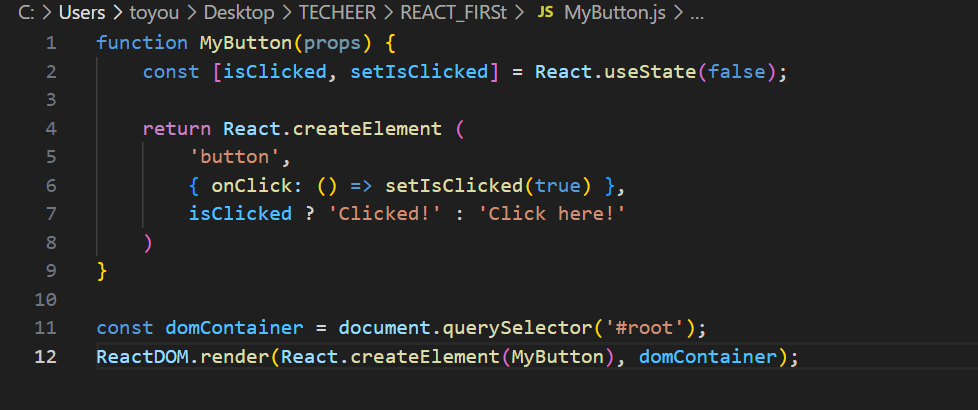 C: > Users > toyou > Desktop > TECHEER > REACT_FIRSt > JS MyButton.js > ...
1 function MyButton(props) {
2     const [isClicked, setIsClicked] = React.useState(false);
3
4     return React.createElement (
5         'button',
6         { onClick: () => setIsClicked(true) },
7         isClicked ? 'Clicked!' : 'Click here!'
8     )
9 }
10
11 const domContainer = document.querySelector('#root');
12 ReactDOM.render(React.createElement(MyButton), domContainer);